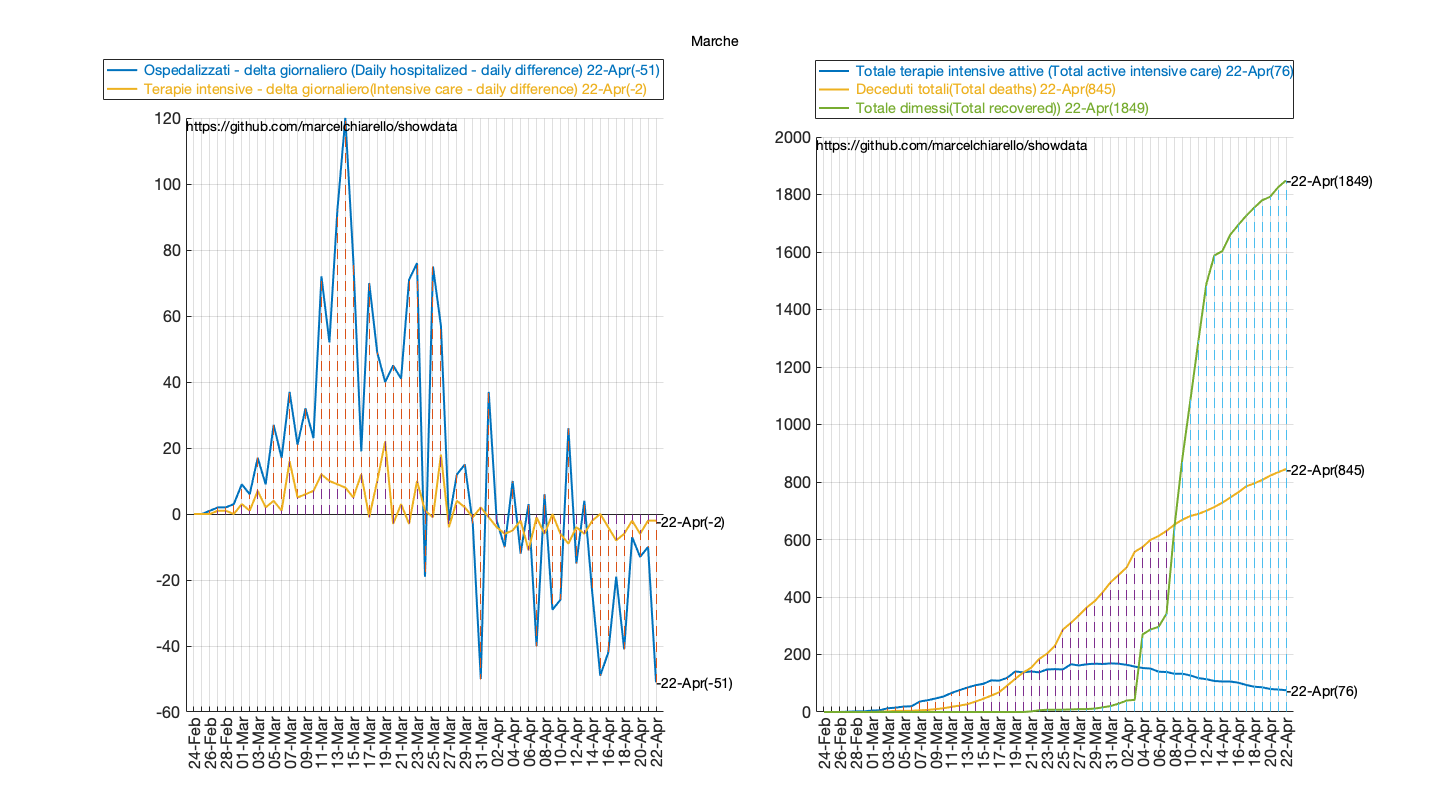 Marche
Ospedalizzati - delta giornaliero (Daily hospitalized - daily difference) 22-Apr(-51)
Terapie intensive - delta giornaliero(Intensive care - daily difference) 22-Apr(-2)
https://github.com/marcelchiarello/showdata
120
100
80
60
40
20
0
-20
-40
-60
22-Apr(-2)
22-Apr(-51)
24-Feb
26-Feb
28-Feb
01-Mar
03-Mar
05-Mar
07-Mar
09-Mar
11-Mar
13-Mar
15-Mar
17-Mar
19-Mar
21-Mar
23-Mar
25-Mar
27-Mar
29-Mar
31-Mar
02-Apr
04-Apr
06-Apr
08-Apr
10-Apr
12-Apr
14-Apr
16-Apr
18-Apr
20-Apr
22-Apr
Totale terapie intensive attive (Total active intensive care) 22-Apr(76)
Deceduti totali(Total deaths) 22-Apr(845)
Totale dimessi(Total recovered)) 22-Apr(1849)
https://github.com/marcelchiarello/showdata
2000
1800
1600
1400
1200
1000
800
600
400
200
0
22-Apr(1849)
22-Apr(845)
22-Apr(76)
24-Feb
26-Feb
28-Feb
01-Mar
03-Mar
05-Mar
07-Mar
09-Mar
11-Mar
13-Mar
15-Mar
17-Mar
19-Mar
21-Mar
23-Mar
25-Mar
27-Mar
29-Mar
31-Mar
02-Apr
04-Apr
06-Apr
08-Apr
10-Apr
12-Apr
14-Apr
16-Apr
18-Apr
20-Apr
22-Apr